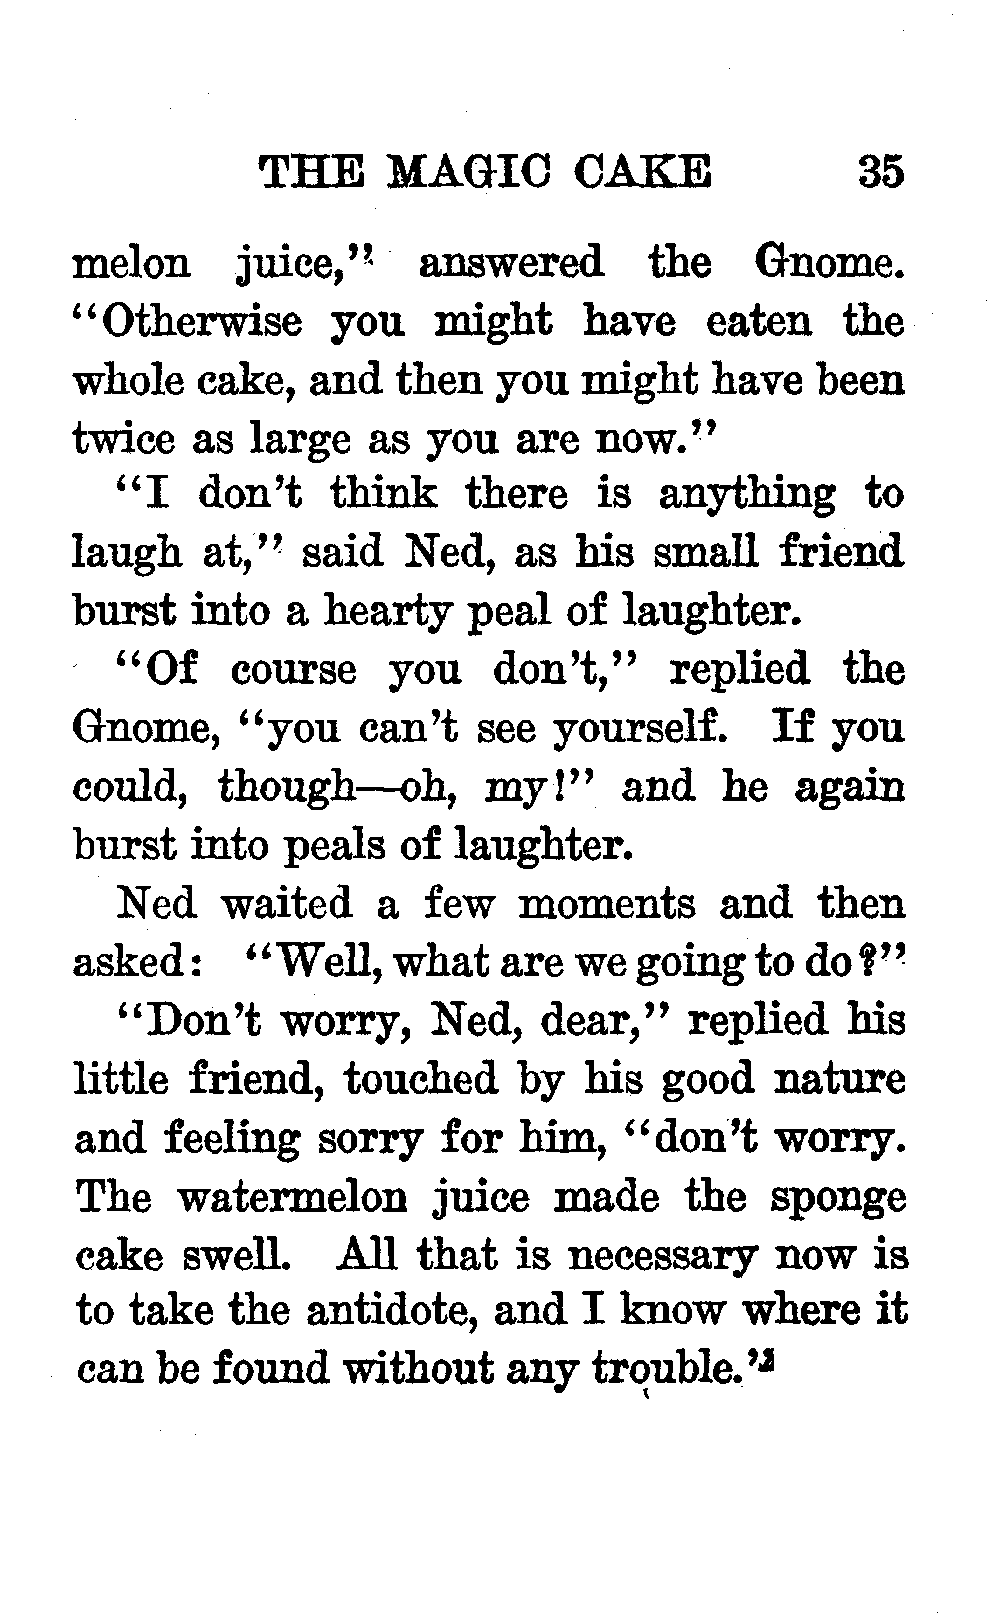 THE MAGIC CAKE 35
melon juice,” answered the Gnome.
“Otherwise you might have eaten the
whole cake, and then you might have been
twice as large as you are now.”
“I don’t think there is anything to
laugh at,” said Ned, as his small friend
burst into a hearty peal of laughter.
“Of course you don’t,” replied the
Gnome, “you can’t see yourself. If you
could, though—oh, my!” and he again
burst into peals of laughter.
Ned waited a few moments and then
asked: “Well, what are we going to do?”
“Don’t worry, Ned, dear,” replied his
little friend, touched by his good nature
and feeling sorry for him, “don’t worry.
The watermelon juice made the sponge
cake swell. All that is necessary now is
to take the antidote, and I know where it
can be found without any trouble.”